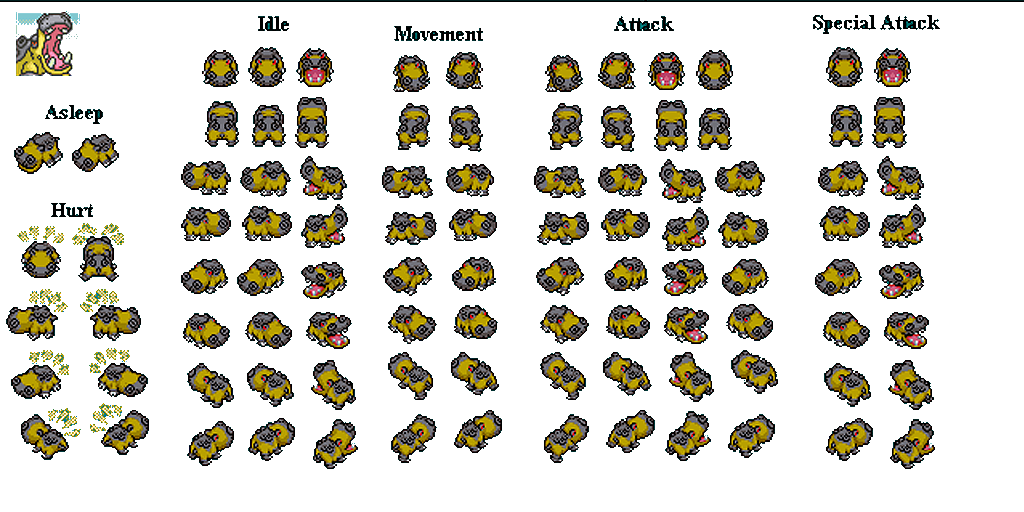 Idle
Movement
Attack
Special Attack
Asleep
Hurt